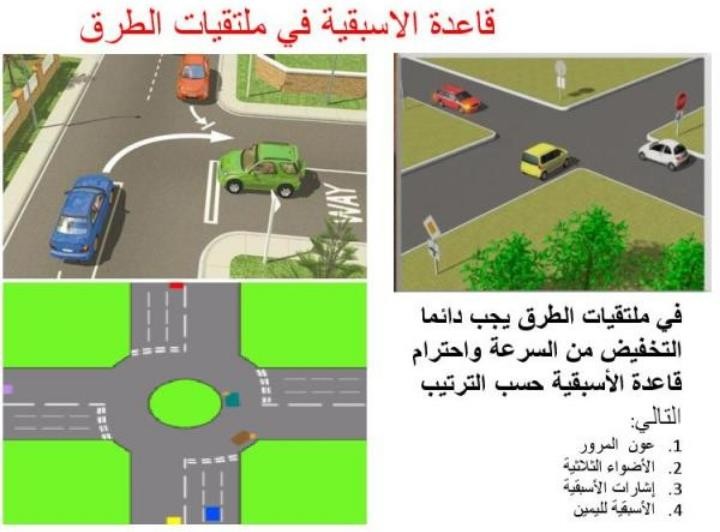 قاعدة الاسبقية في ملتقيات الطرق
WAY
في ملتقيات الطرق يجب دائما
التخفيض من السرعة واحترام
قاعدة الأسبقية حسب الترتيب
التالي:
1. عون المرور
2. الأضواء الثلاثية
3. إشارات الأسبقية
4. الأسبقية لليمين